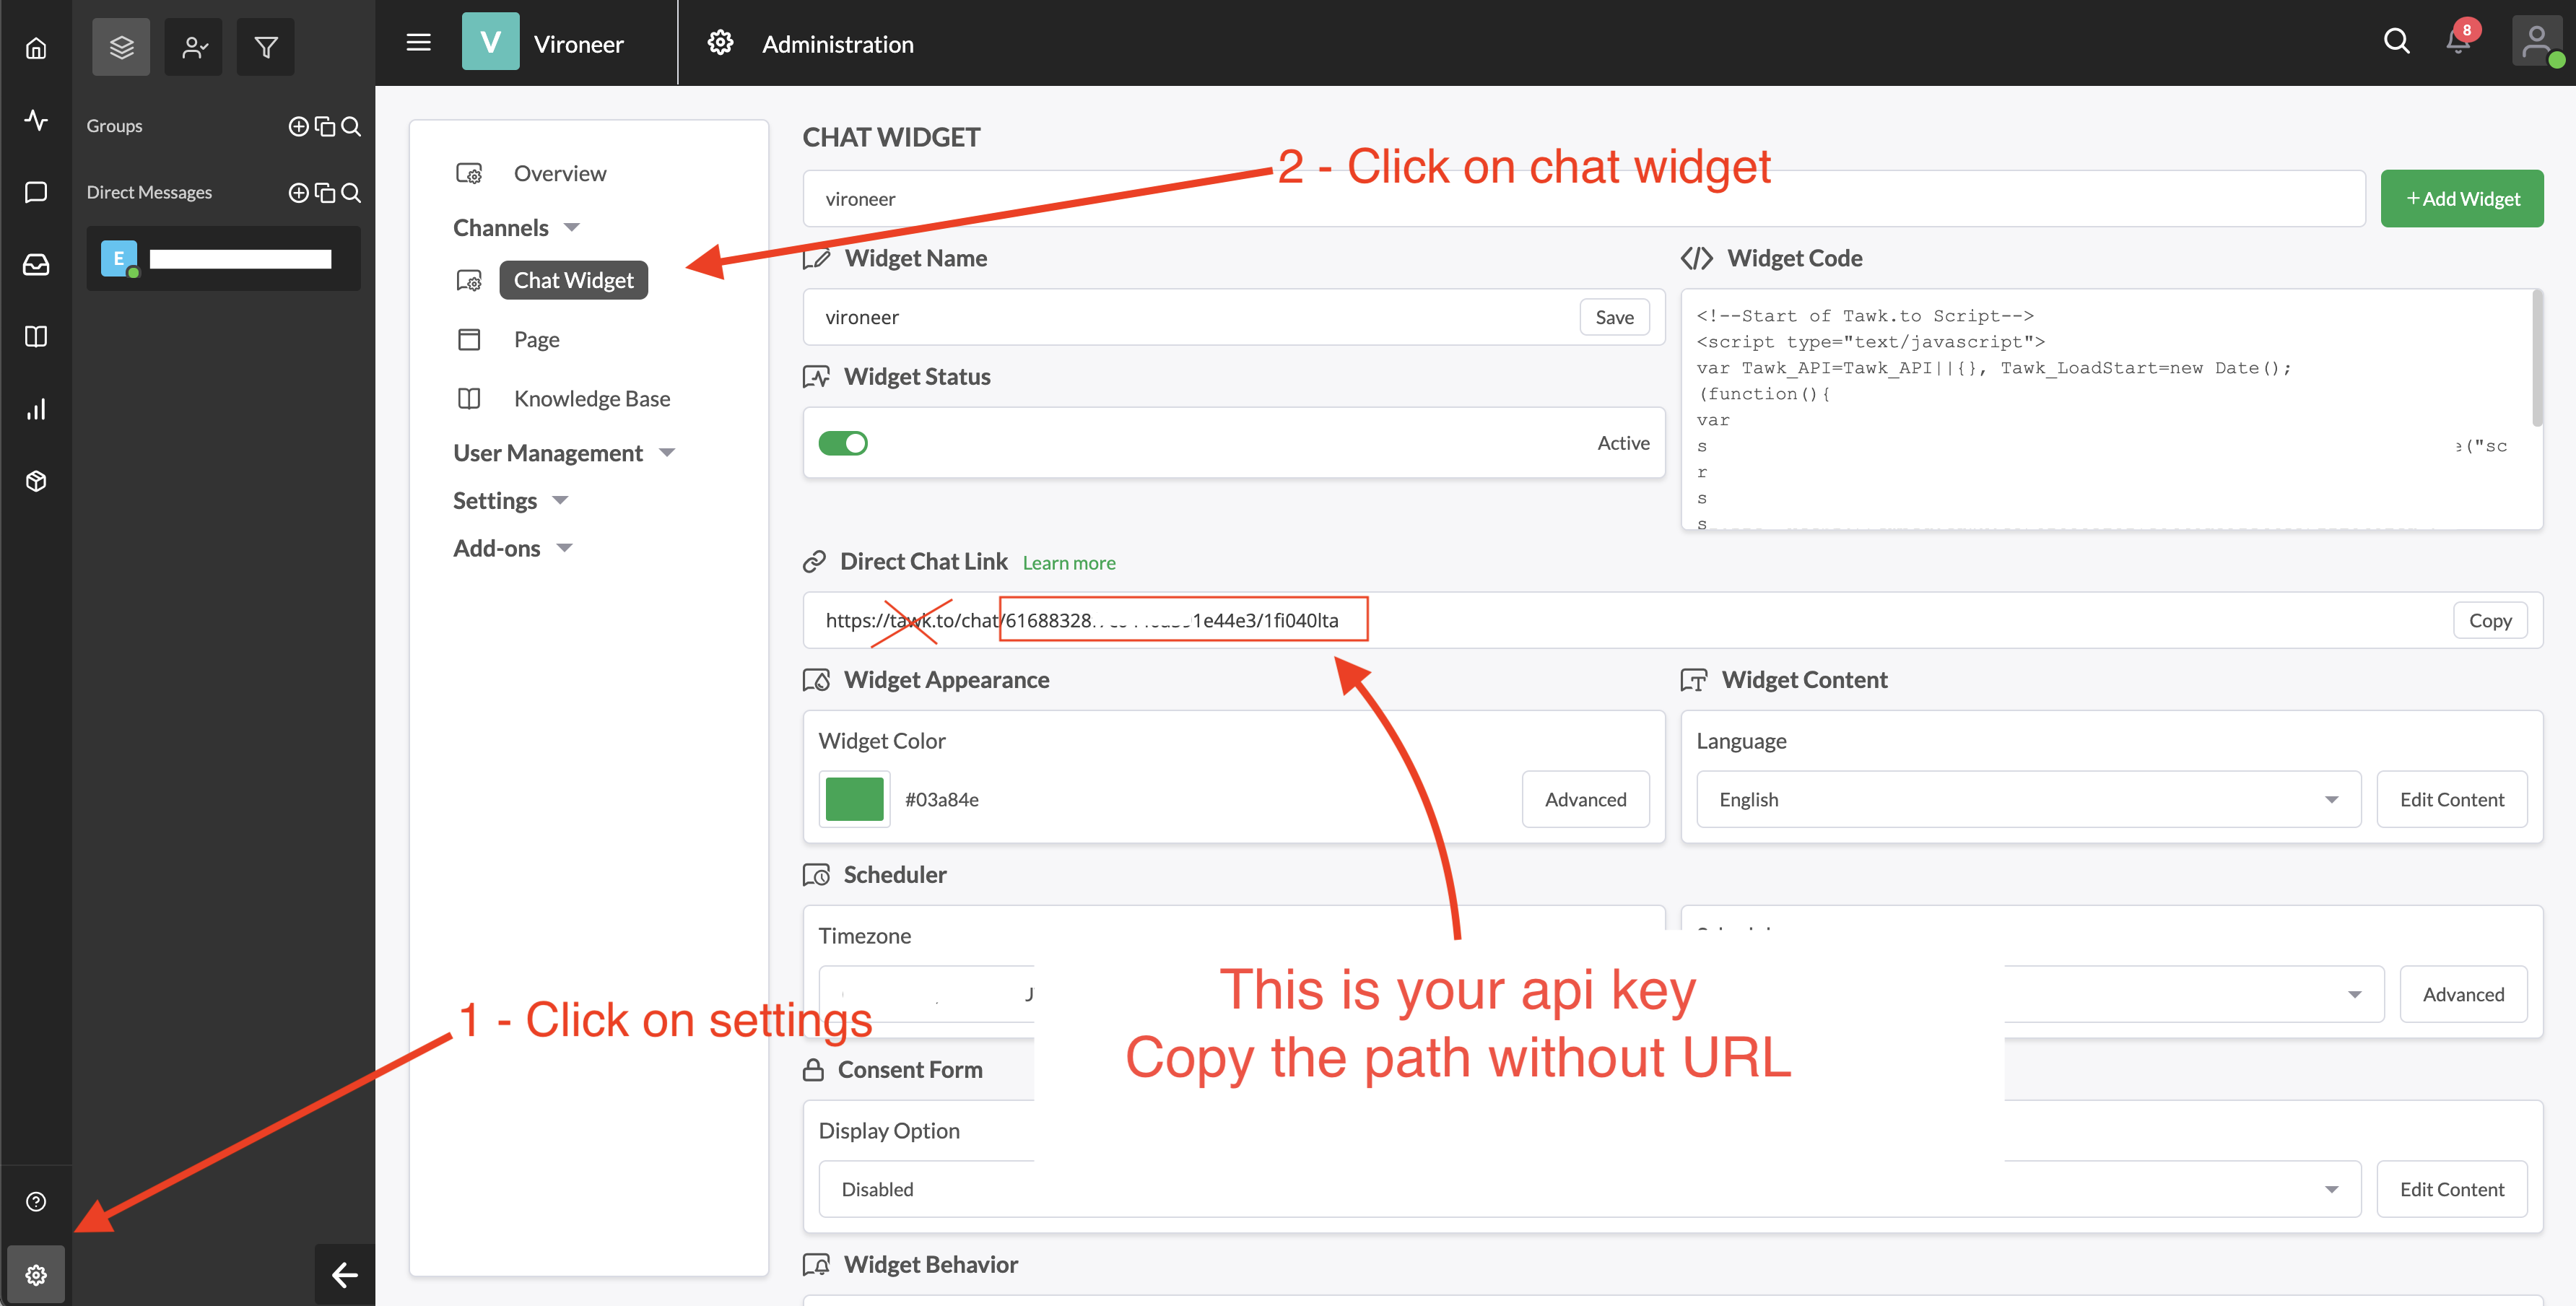 V Vironeer
Administration
8
Groups
Direct Messages
E
Overview
Channels
Chat Widget
Page
Knowledge Base
User Management
Settings
Add-ons
CHAT WIDGET
2 - Click on chat widget
vironeer
+ Add Widget
Widget Name
vironeer
Save
Widget Status
Active
Widget Code
<!--Start of Tawk.to Script-->
<script type="text/javascript">
var Tawk_API=Tawk_API||{}, Tawk_LoadStart=new Date();
(function(){
var
s e("sc
r
s
s
Direct Chat Link Learn more
https://tawk.to/chat/61688328 1e44e3/1fi040lta
Copy
Widget Appearance
Widget Color
#03a84e
Advanced
Widget Content
Language
English
Edit Content
Scheduler
Timezone
Advanced
1 - Click on settings
This is your api key
Copy the path without URL
Consent Form
Display Option
Disabled
Edit Content
Widget Behavior